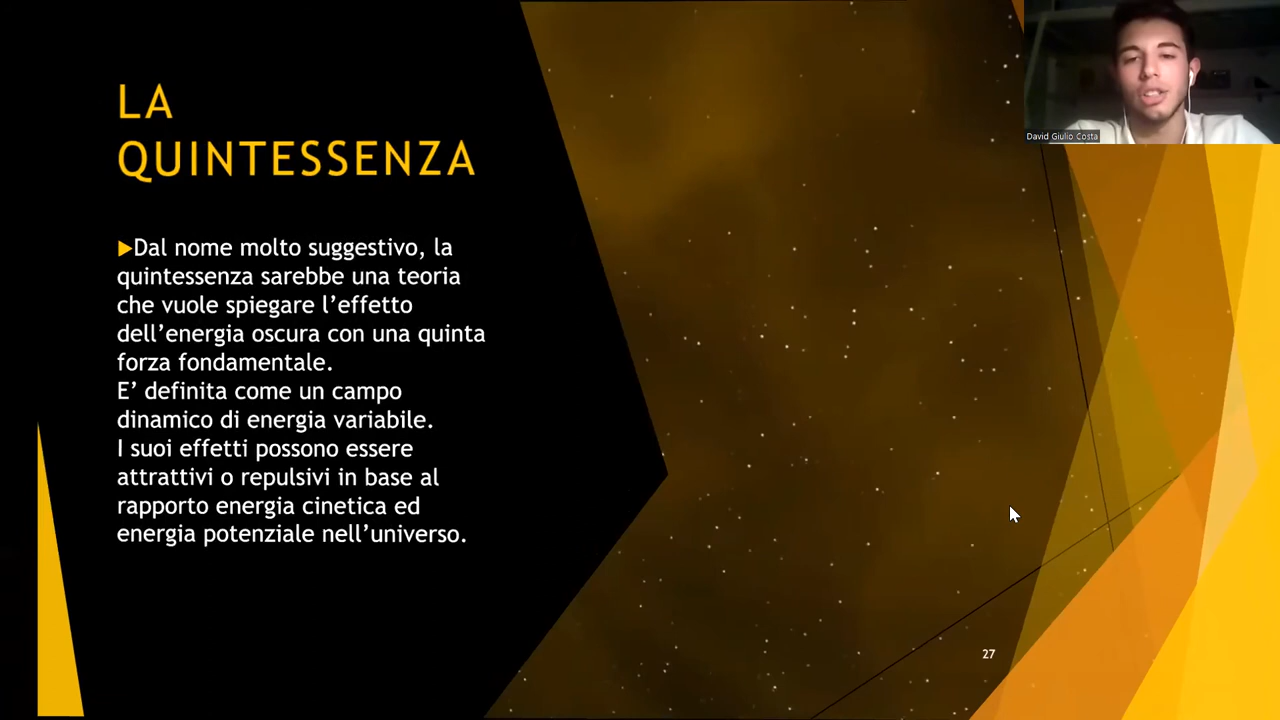 LA
QUINTESSENZA
▶Dal nome molto suggestivo, la
quintessenza sarebbe una teoria
che vuole spiegare l’effetto
dell’energia oscura con una quinta
forza fondamentale.
E’ definita come un campo
dinamico di energia variabile.
I suoi effetti possono essere
attrattivi o repulsivi in base al
rapporto energia cinetica ed
energia potenziale nell’universo.
David Giulio Costa
27